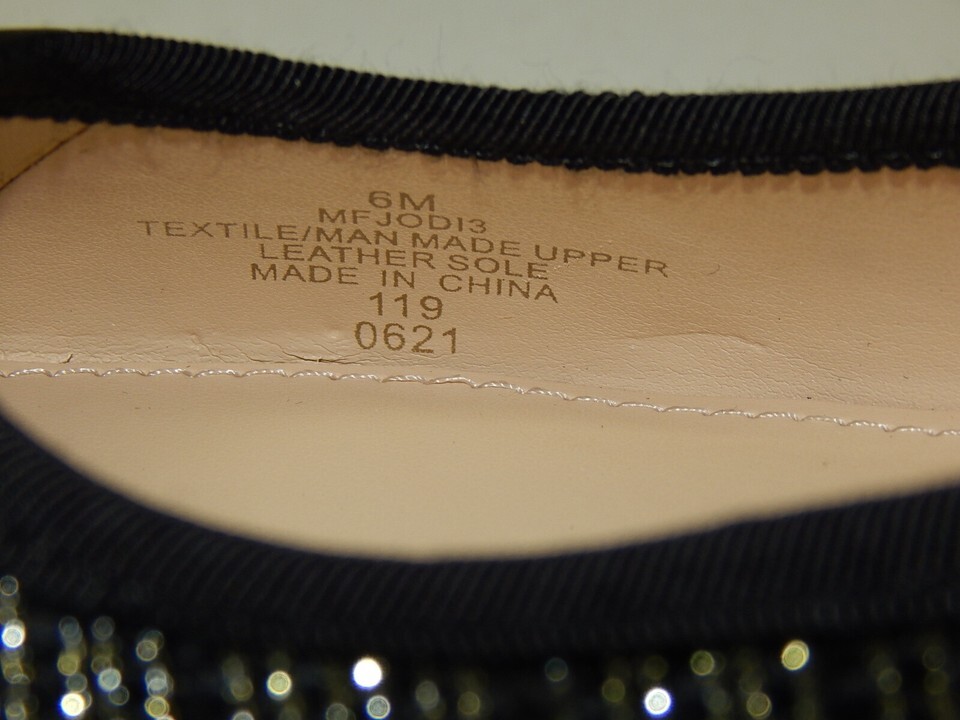 6M
MFJODI3
TEXTILE/MAN MADE UPPER
LEATHER SOLE
MADE IN CHINA
119
0621